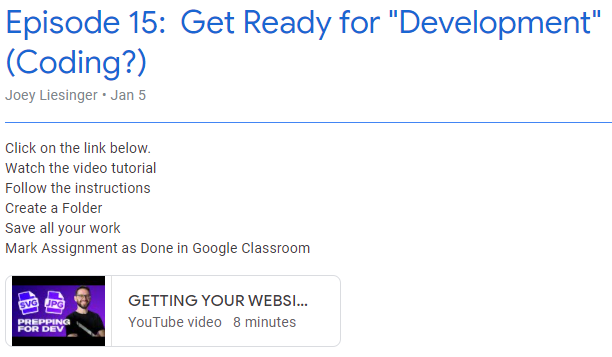 Episode 15:  Get Ready for "Development"
(Coding?)
Joey Liesinger • Jan 5
Click on the link below.
Watch the video tutorial
Follow the instructions
Create a Folder
Save all your work
Mark Assignment as Done in Google Classroom
SVG JPG
PREPPING
FOR DEV
GETTING YOUR WEBSI...
YouTube video 8 minutes